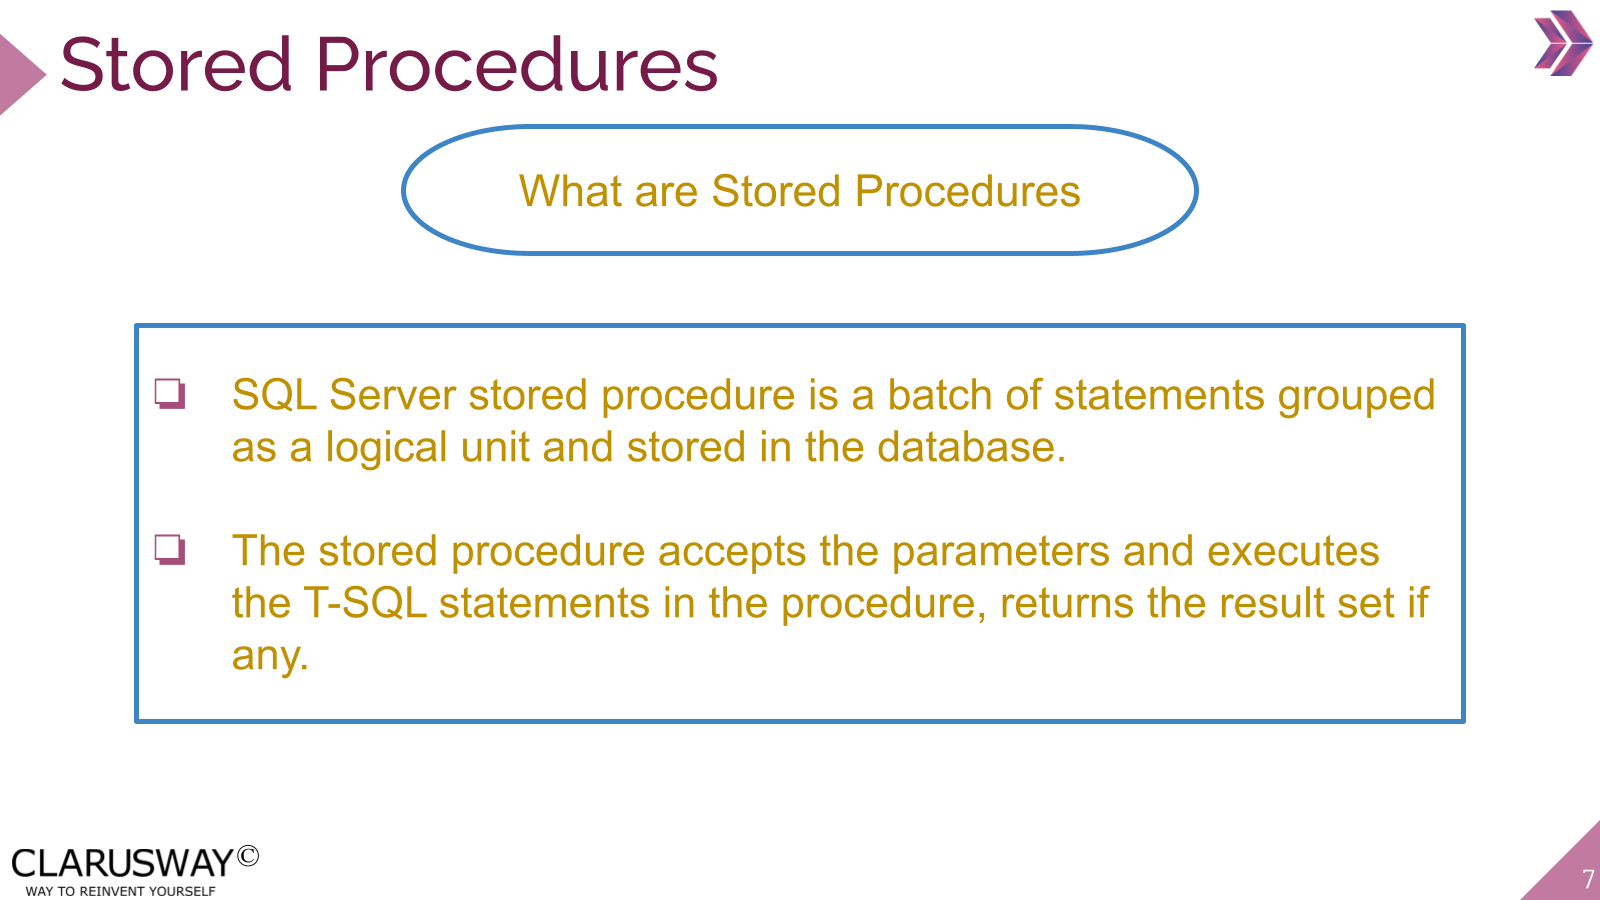 Stored Procedures
What are Stored Procedures
❏ SQL Server stored procedure is a batch of statements grouped
as a logical unit and stored in the database.
❏ The stored procedure accepts the parameters and executes
the T-SQL statements in the procedure, returns the result set if
any.
CLARUSWAY©
WAY TO REINVENT YOURSELF
7